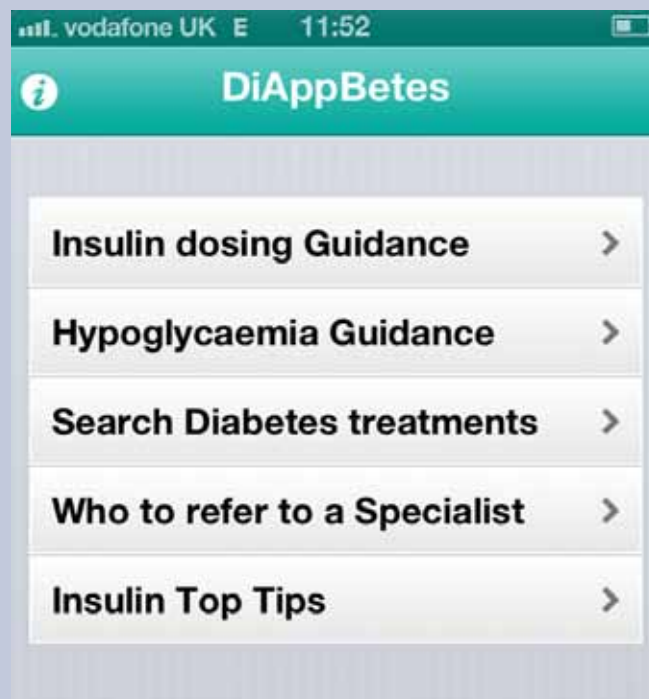 vodafone UK E 11:52
i DiAppBetes
Insulin dosing Guidance
Hypoglycaemia Guidance
Search Diabetes treatments
Who to refer to a Specialist
Insulin Top Tips